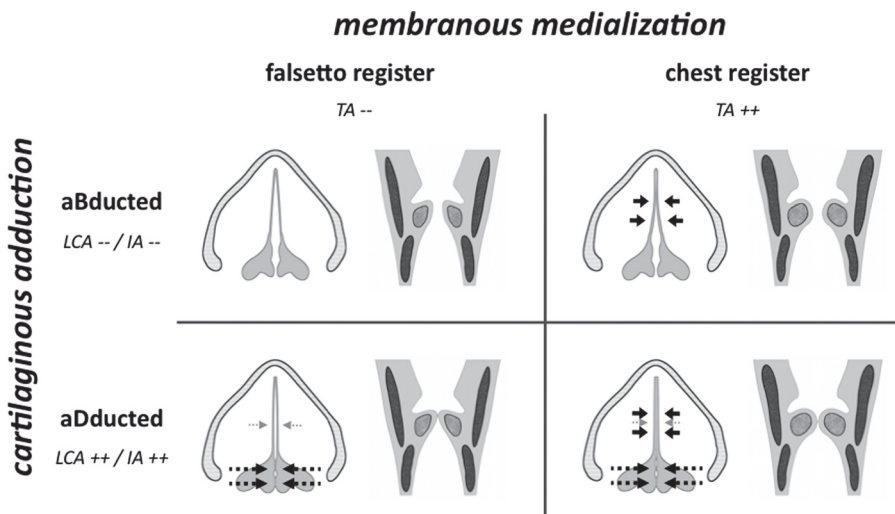 membranous medialization
falsetto register
chest register
TA --
TA ++
cartilaginous adduction
aBducted
LCA -- / IA --
aDducted
LCA ++ / IA ++